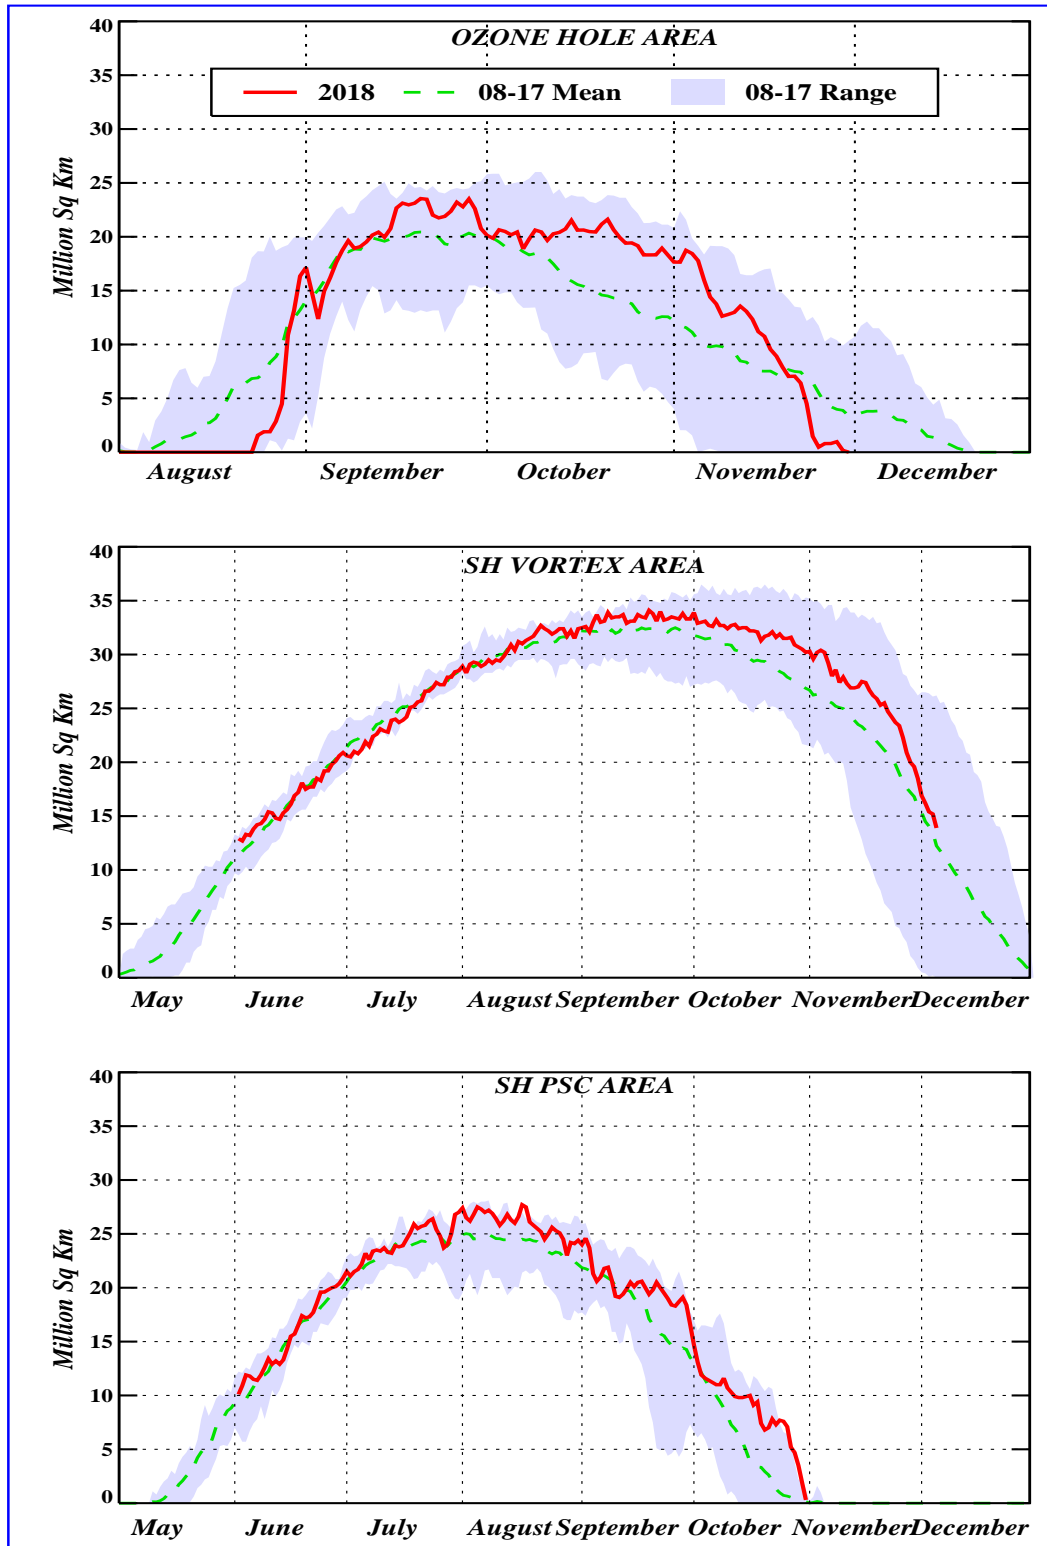 OZONE HOLE AREA
2018 08-17 Mean 08-17 Range
Million Sq Km
40
35
30
25
20
15
10
5
0
August September October November December
SH VORTEX AREA
Million Sq Km
40
35
30
25
20
15
10
5
0
May June July August September October November December
SH PSC AREA
Million Sq Km
40
35
30
25
20
15
10
5
0
May June July August September October November December